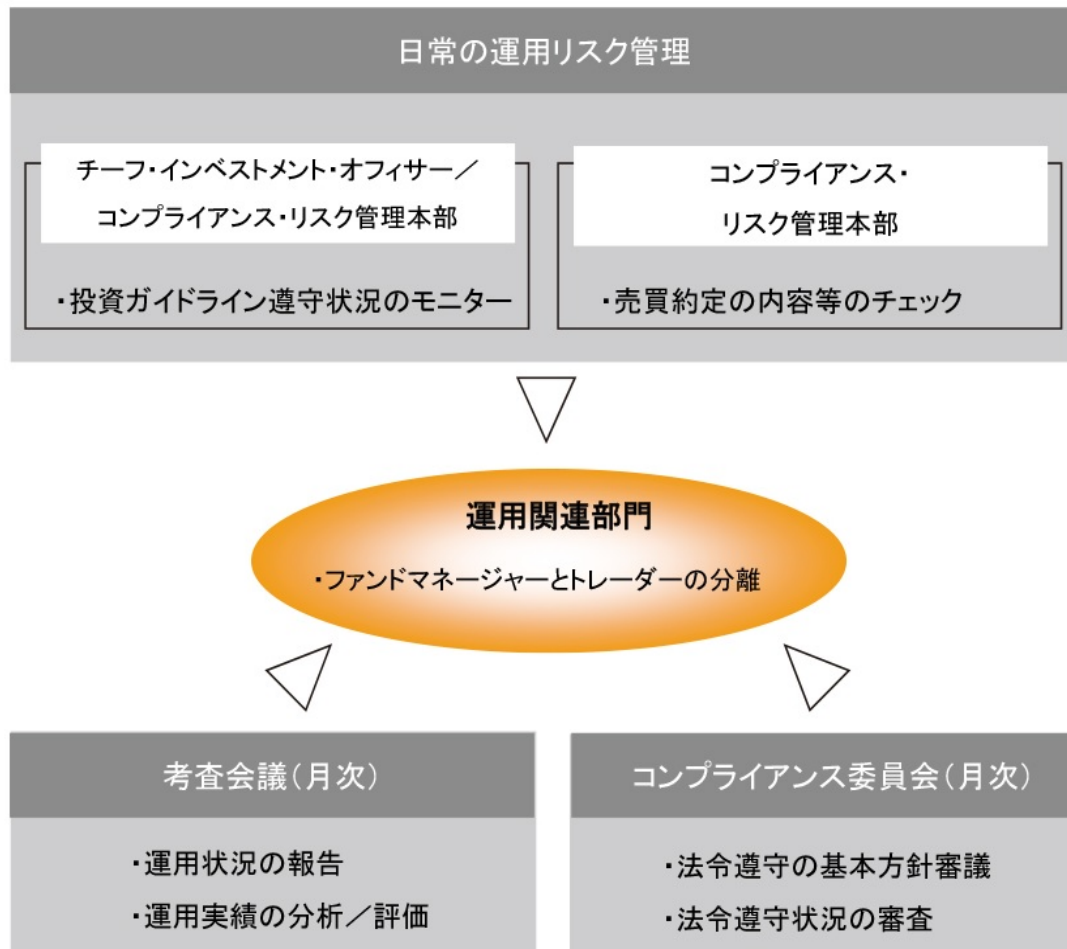 日常の運用リスク管理
チーフ・インベストメント・オフィサー／
コンプライアンス・リスク管理本部
・投資ガイドライン遵守状況のモニター
コンプライアンス・
リスク管理本部
・売買約定の内容等のチェック
運用関連部門
・ファンドマネージャーとトレーダーの分離
考査会議(月次)
・運用状況の報告
・運用実績の分析／評価
コンプライアンス委員会(月次)
・法令遵守の基本方針審議
・法令遵守状況の審査